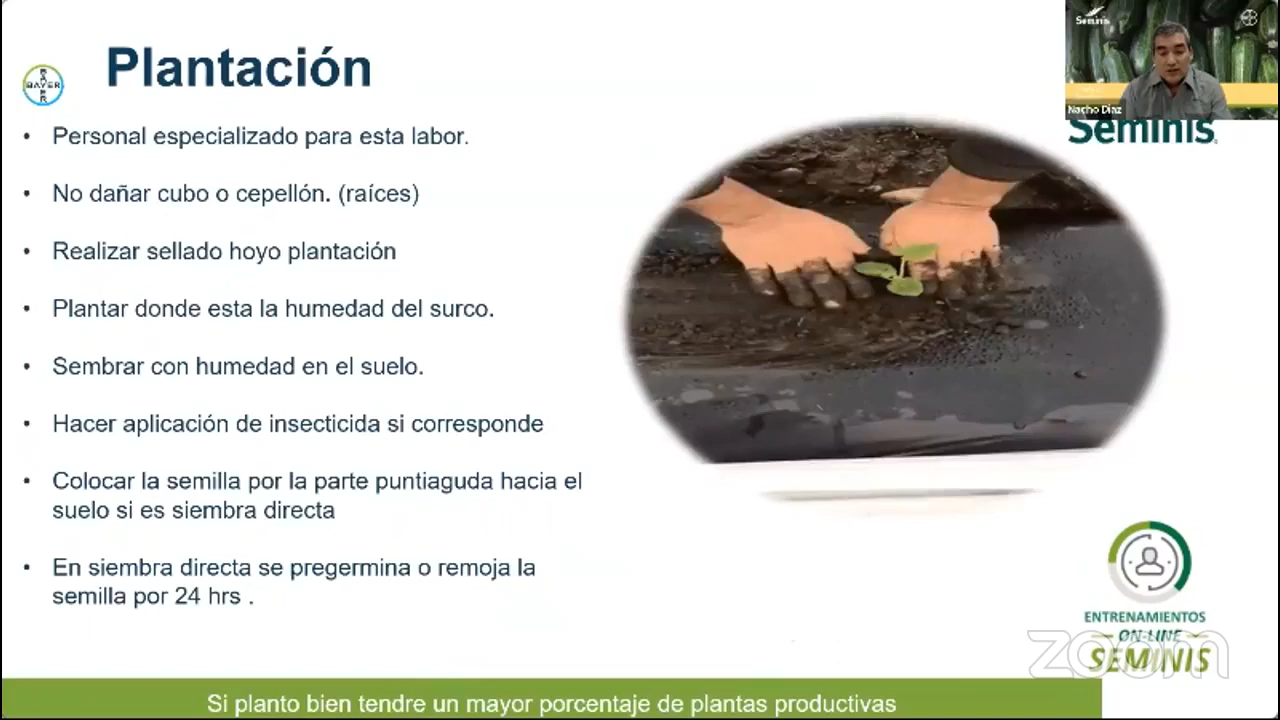 Plantación
BAYER
BAYER
Seminis
Nacho Diaz
Seminis
• Personal especializado para esta labor.
• No dañar cubo o cepellón. (raíces)
• Realizar sellado hoyo plantación
• Plantar donde esta la humedad del surco.
• Sembrar con humedad en el suelo.
• Hacer aplicación de insecticida si corresponde
• Colocar la semilla por la parte puntiaguda hacia el
suelo si es siembra directa
• En siembra directa se pregermina o remoja la
semilla por 24 hrs .
ENTRENAMIENTOS
ON-LINE
SEMINIS
zoom
Si planto bien tendre un mayor porcentaje de plantas productivas